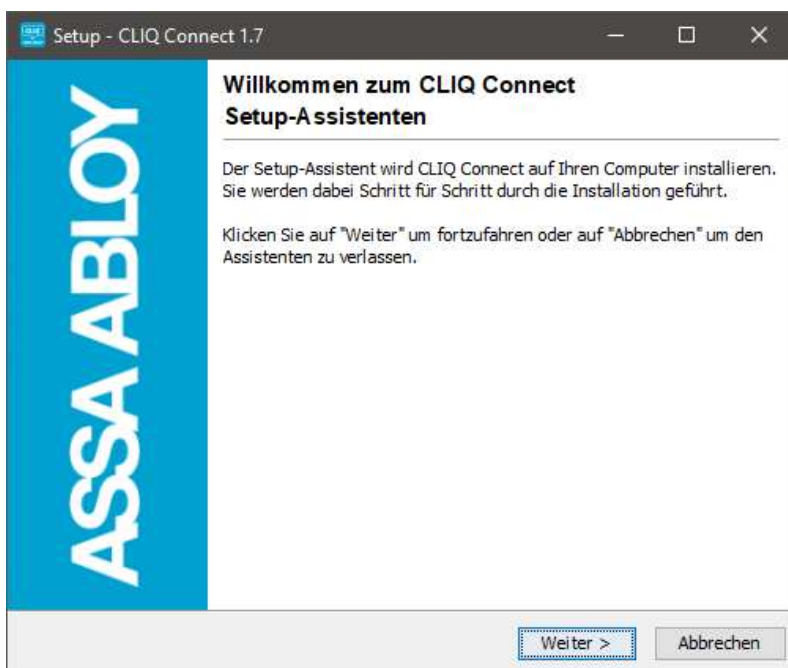 Setup - CLIQ Connect 1.7
ASSA ABLOY
Willkommen zum CLIQ Connect
Setup-Assistenten
Der Setup-Assistent wird CLIQ Connect auf Ihren Computer installieren.
Sie werden dabei Schritt für Schritt durch die Installation geführt.
Klicken Sie auf "Weiter" um fortzufahren oder auf "Abbrechen" um den
Assistenten zu verlassen.
Weiter >
Abbrechen